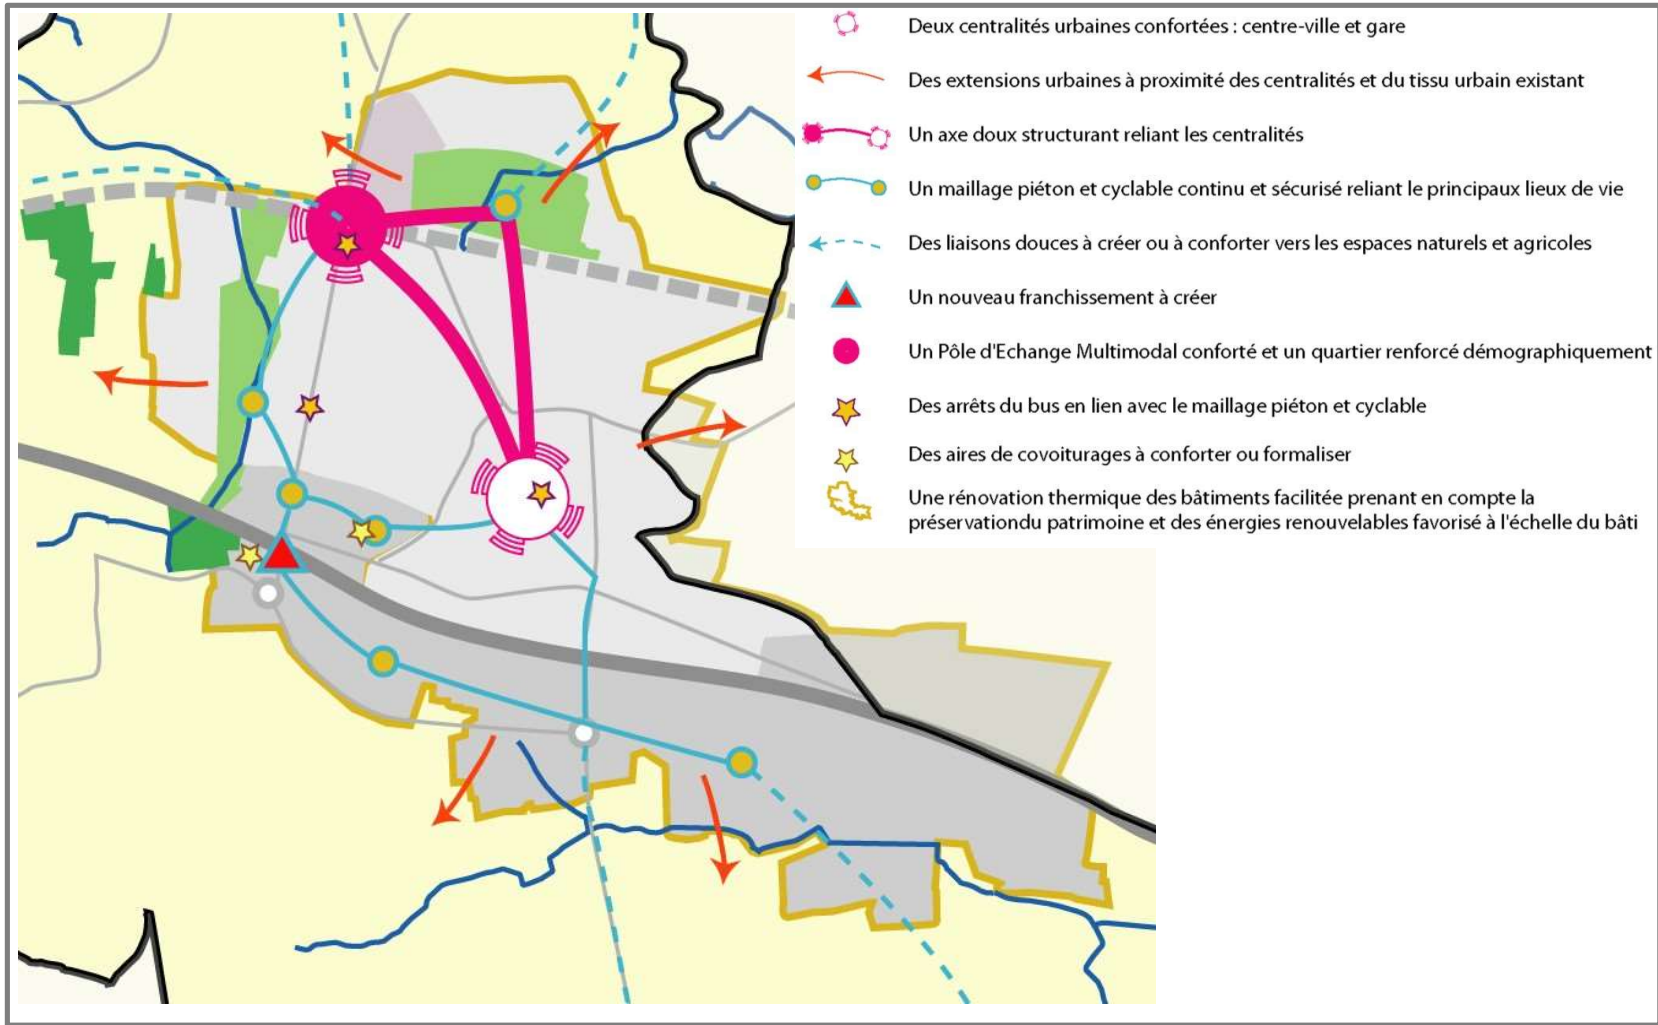 Deux centralités urbaines confortées : centre-ville et gare
Des extensions urbaines à proximité des centralités et du tissu urbain existant
Un axe doux structurant reliant les centralités
Un maillage piéton et cyclable continu et sécurisé reliant le principaux lieux de vie
Des liaisons douces à créer ou à conforter vers les espaces naturels et agricoles
Un nouveau franchissement à créer
Un Pôle d'Echange Multimodal conforté et un quartier renforcé démographiquement
Des arrêts du bus en lien avec le maillage piéton et cyclable
Des aires de covoiturages à conforter ou formaliser
Une rénovation thermique des bâtiments facilitée prenant en compte la
préservationdu patrimoine et des énergies renouvelables favorisé à l'échelle du bâti